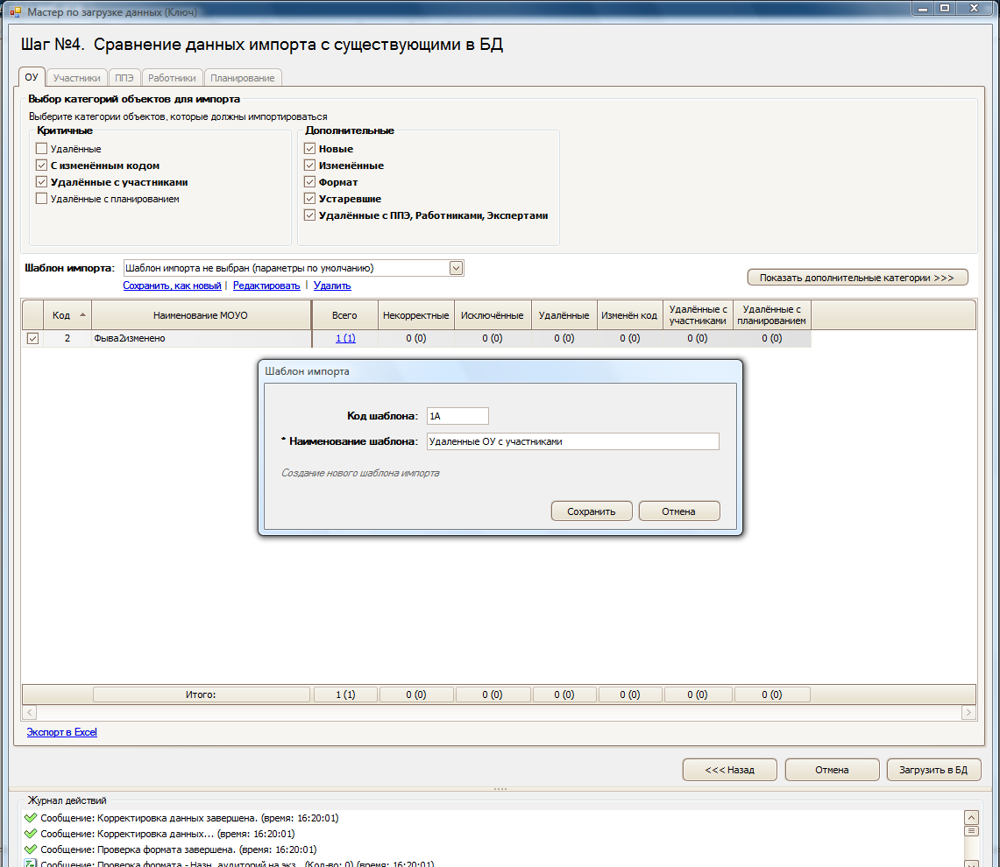 Мастер по загрузке данных (Ключ)
Шаг №4. Сравнение данных импорта с существующими в БД
ОУ Участники ППЭ Работники Планирование
Выбор категорий объектов для импорта
Выберите категории объектов, которые должны импортироваться
Критичные
Удалённые
С изменённым кодом
Удалённые с участниками
Удалённые с планированием
Дополнительные
Новые
Изменённые
Формат
Устаревшие
Удалённые с ППЭ, Работниками, Экспертами
Шаблон импорта: Шаблон импорта не выбран (параметры по умолчанию)
Сохранить, как новый | Редактировать | Удалить
Показать дополнительные категории >>>
Код Наименование МОУО Всего Некорректные Исключённые Удалённые Изменён код Удалённые с участниками Удалённые с планированием
2 Фыва2изменено 1 (1) 0 (0) 0 (0) 0 (0) 0 (0) 0 (0) 0 (0)
Шаблон импорта
Код шаблона: 1А
* Наименование шаблона: Удаленные ОУ с участниками
Создание нового шаблона импорта
Сохранить Отмена
Итого: 1 (1) 0 (0) 0 (0) 0 (0) 0 (0) 0 (0) 0 (0)
Экспорт в Excel
<<< Назад Отмена Загрузить в БД
Журнал действий
Сообщение: Корректировка данных завершена. (время: 16:20:01)
Сообщение: Корректировка данных... (время: 16:20:01)
Сообщение: Проверка формата завершена. (время: 16:20:01)
Сообщение: Проверка формата - Назн. аудиторий на экз.. (Кол-во: 0) (время: 16:20:01)